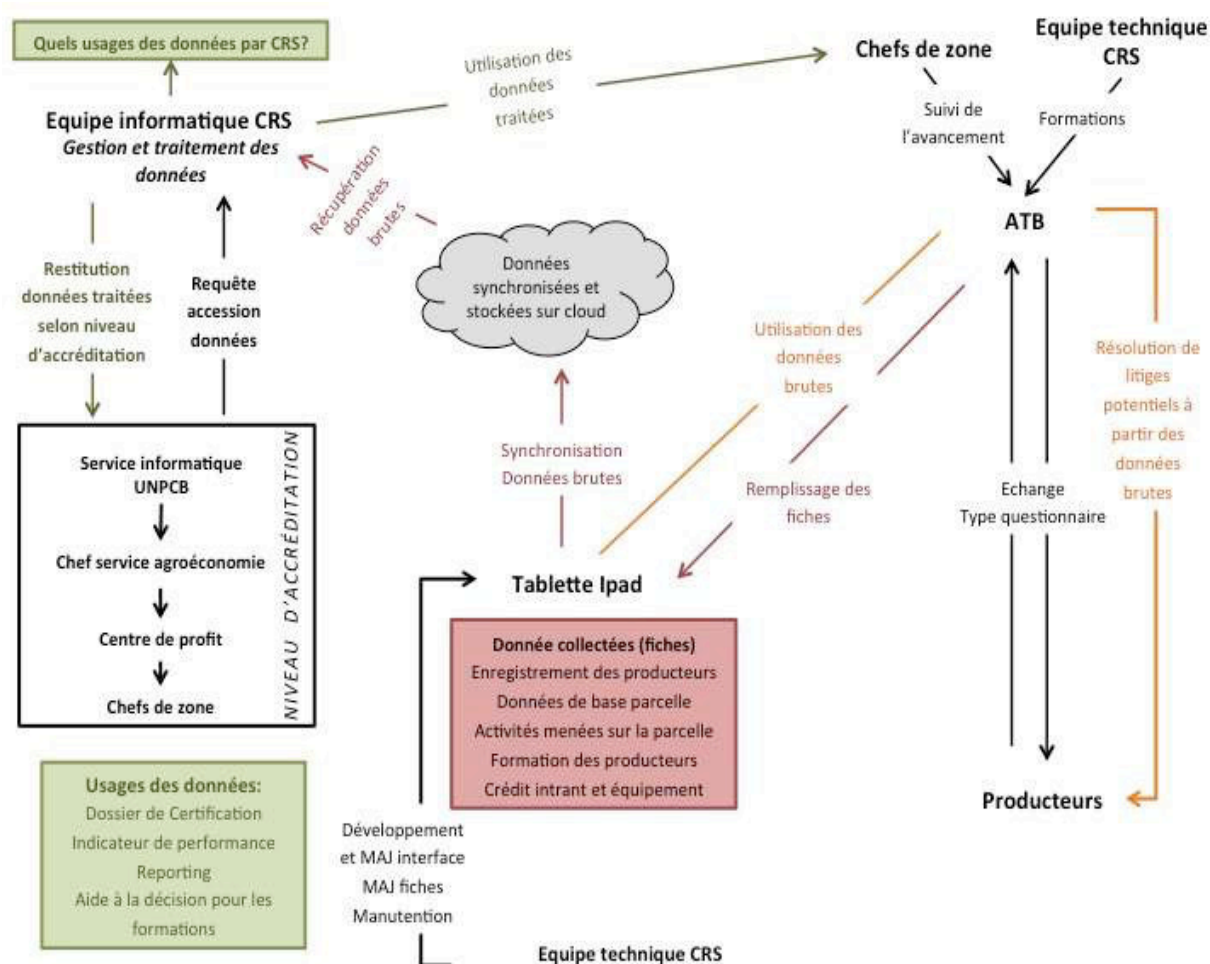 Quels usages des données par CRS?
Equipe informatique CRS
Gestion et traitement des
données
Utilisation des
données
traitées
Chefs de zone
Equipe technique
CRS
Suivi de
l'avancement
Formations
ATB
Récupération
données
brutes
Données
synchronisées et
stockées sur cloud
Restitution
données traitées
selon niveau
d'accréditation
Requête
accession
données
Utilisation des
données
brutes
Résolution de
litiges
potentiels à
partir des
données
brutes
Service informatique
UNPCB
Chef service agroéconomie
Centre de profit
Chefs de zone
NIVEAU D'ACCRÉDITATION
Synchronisation
Données brutes
Remplissage des
fiches
Echange
Type questionnaire
Tablette Ipad
Donnée collectées (fiches)
Enregistrement des producteurs
Données de base parcelle
Activités menées sur la parcelle
Formation des producteurs
Crédit intrant et équipement
Producteurs
Usages des données:
Dossier de Certification
Indicateur de performance
Reporting
Aide à la décision pour les
formations
Développement
et MAJ interface
MAJ fiches
Manutention
Equipe technique CRS